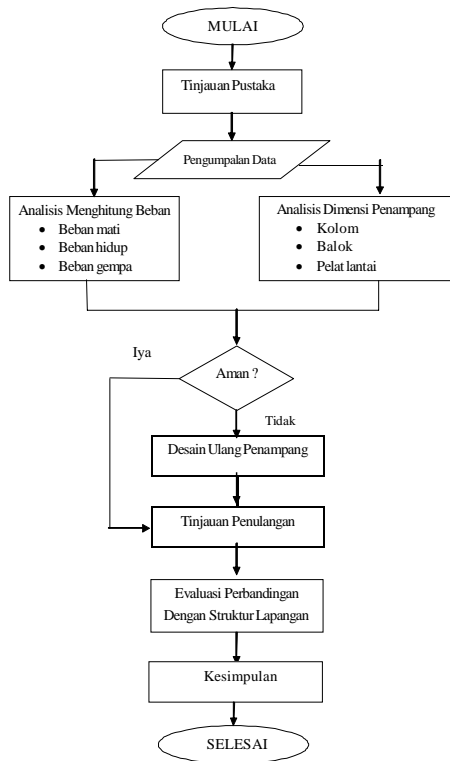 MULAI
Tinjauan Pustaka
Pengumpalan Data
Analisis Menghitung Beban
• Beban mati
• Beban hidup
• Beban gempa
Analisis Dimensi Penampang
• Kolom
• Balok
• Pelat lantai
Iya
Aman ?
Tidak
Desain Ulang Penampang
Tinjauan Penulangan
Evaluasi Perbandingan
Dengan Struktur Lapangan
Kesimpulan
SELESAI